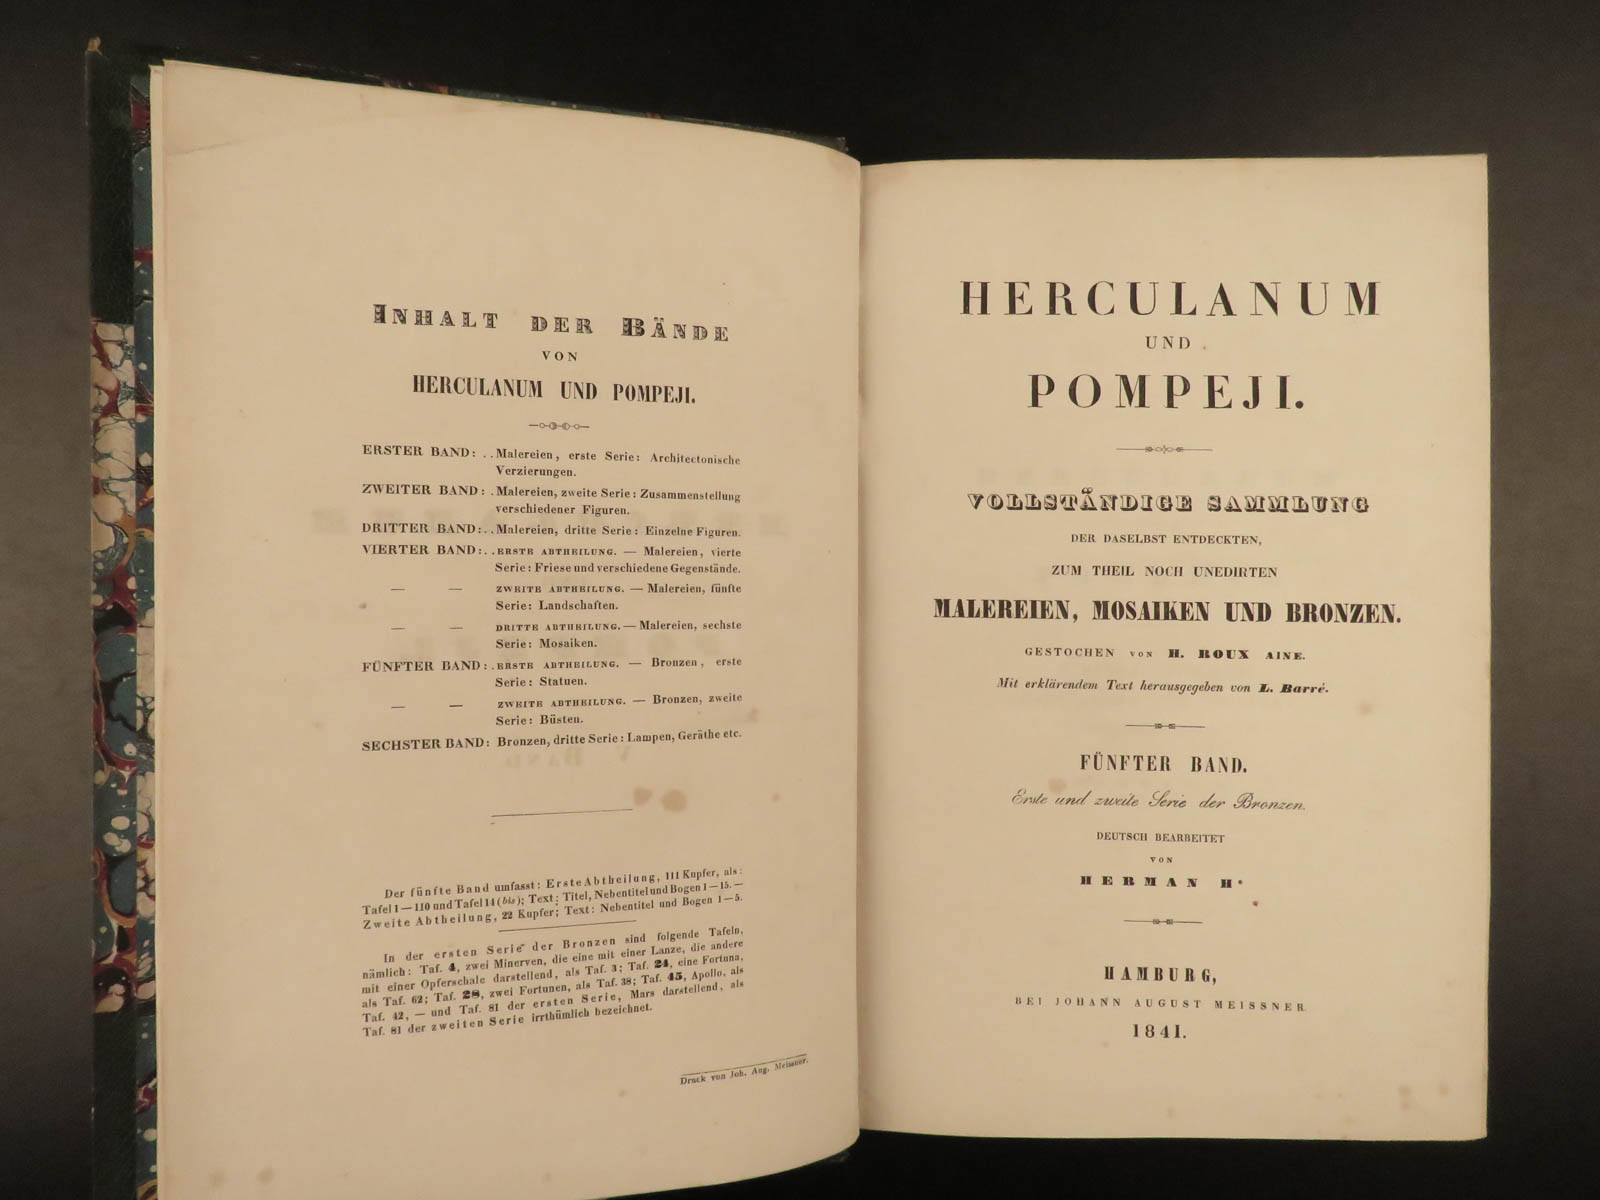 INHALT DER BÄNDE
VON
HERCULANUM UND POMPEJI.
ERSTER BAND: . . Malereien, erste Serie: Architectonische
Verzierungen.
ZWEITER BAND: . Malereien, zweite Serie: Zusammenstellung
verschiedener Figuren.
DRITTER BAND: . . Malereien, dritte Serie: Einzelne Figuren.
VIERTER BAND: . . ERSTE ABTHEILUNG. — Malereien, vierte
Serie: Friese und verschiedene Gegenstände.
— — ZWEITE ABTHEILUNG. — Malereien, fünfte
Serie: Landschaften.
— — DRITTE ABTHEILUNG. — Malereien, sechste
Serie: Mosaiken.
FÜNFTER BAND: . ERSTE ABTHEILUNG. — Bronzen, erste
Serie: Statuen.
— — ZWEITE ABTHEILUNG. — Bronzen, zweite
Serie: Büsten.
SECHSTER BAND: Bronzen, dritte Serie: Lampen, Geräthe etc.
Der fünfte Band umfasst: Erste Abtheilung, 111 Kupfer, als:
Tafel 1—110 und Tafel 14 (bis); Text: Titel, Nebentitel und Bogen 1—15. —
Zweite Abtheilung, 22 Kupfer; Text: Nebentitel und Bogen 1—5.
In der ersten Serie der Bronzen sind folgende Tafeln,
nämlich: Taf. 4, zwei Minerven, die eine mit einer Lanze, die andere
mit einer Opferschale darstellend, als Taf. 3; Taf. 24, eine Fortuna,
als Taf. 62; Taf. 28, zwei Fortunen, als Taf. 38; Taf. 45, Apollo, als
Taf. 42, — und Taf. 81 der ersten Serie, Mars darstellend, als
Taf. 81 der zweiten Serie irrthümlich bezeichnet.
Druck von Joh. Aug. Meissner.
HERCULANUM
UND
POMPEJI.
VOLLSTÄNDIGE SAMMLUNG
DER DASELBST ENTDECKTEN,
ZUM THEIL NOCH UNEDIRTEN
MALEREIEN, MOSAIKEN UND BRONZEN.
GESTOCHEN VON H. ROUX AINE.
Mit erklärendem Text herausgegeben von L. Barré.
FÜNFTER BAND.
Erste und zweite Serie der Bronzen.
DEUTSCH BEARBEITET
VON
HERMAN H.
HAMBURG,
BEI JOHANN AUGUST MEISSNER.
1841.